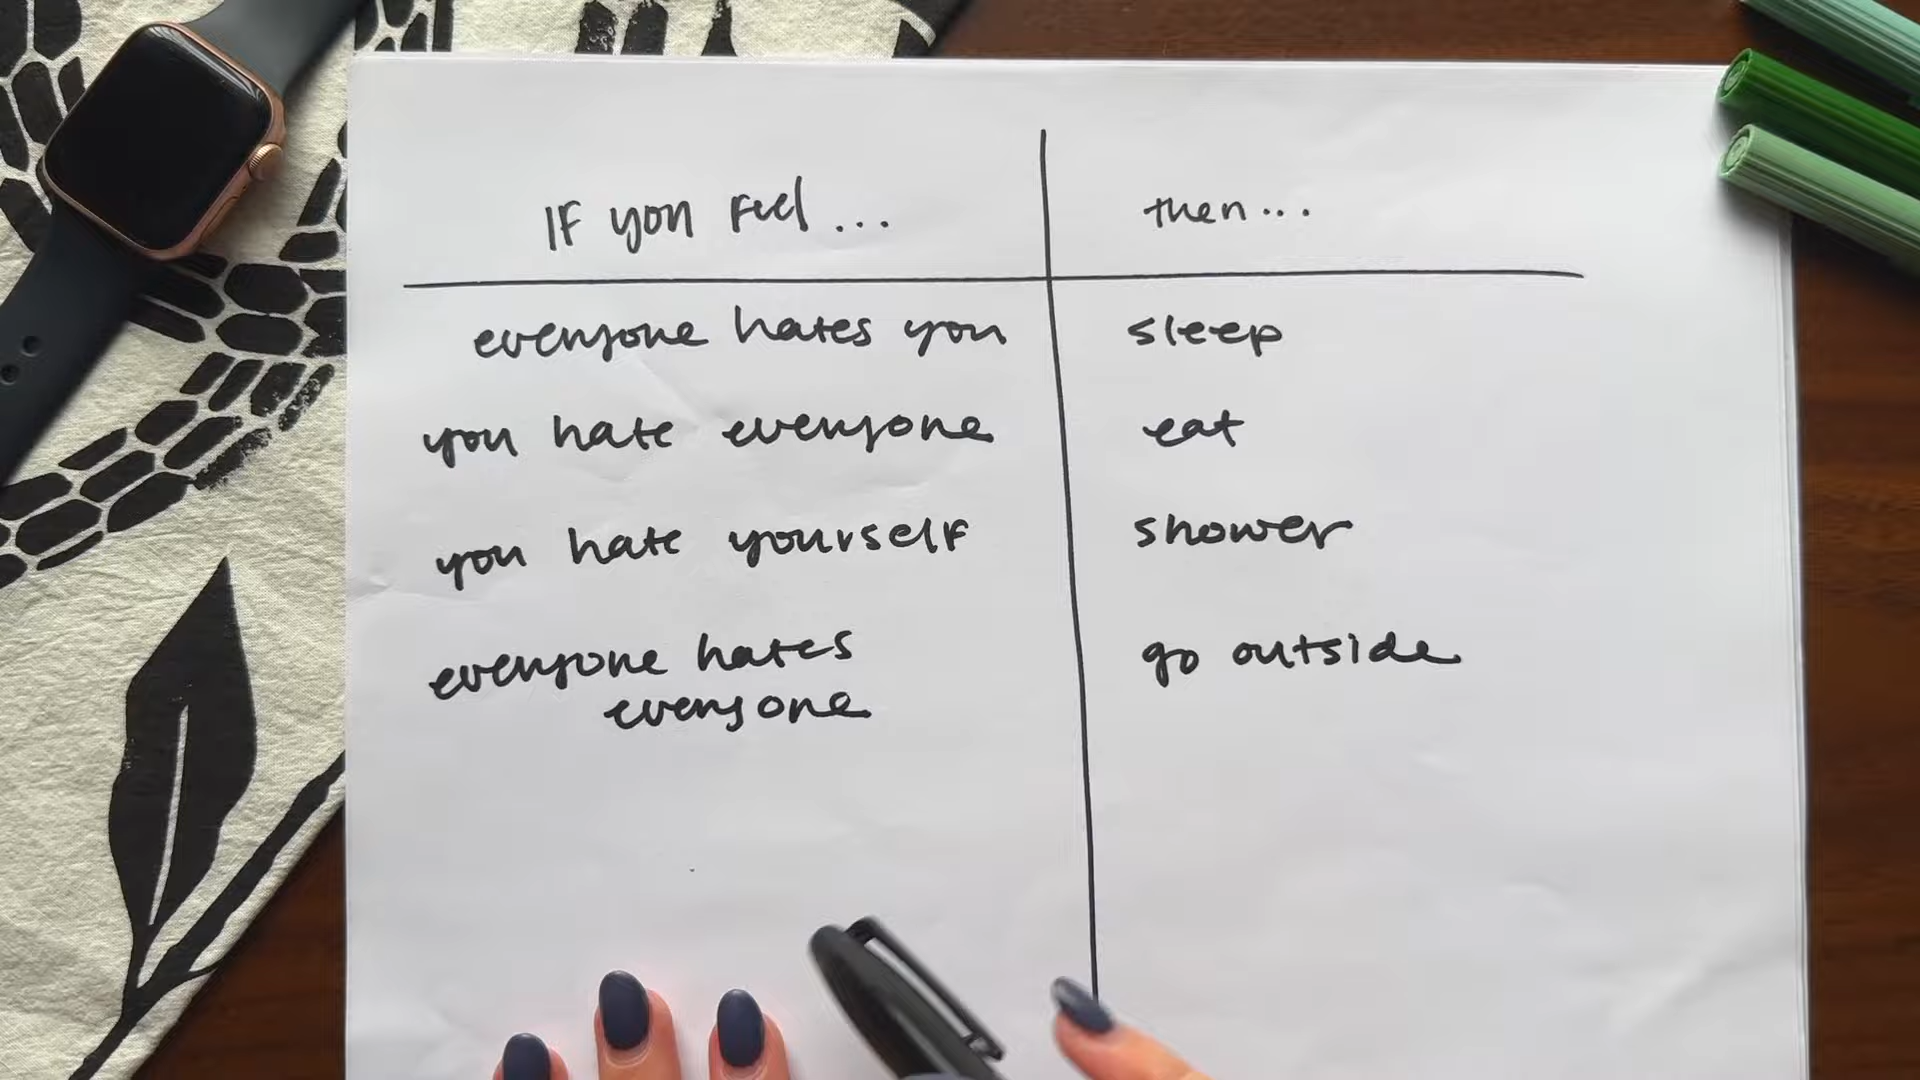 IF you Feel... then...
everyone hates you sleep
you hate everyone eat
you hate yourself shower
everyone hates go outside
everyone